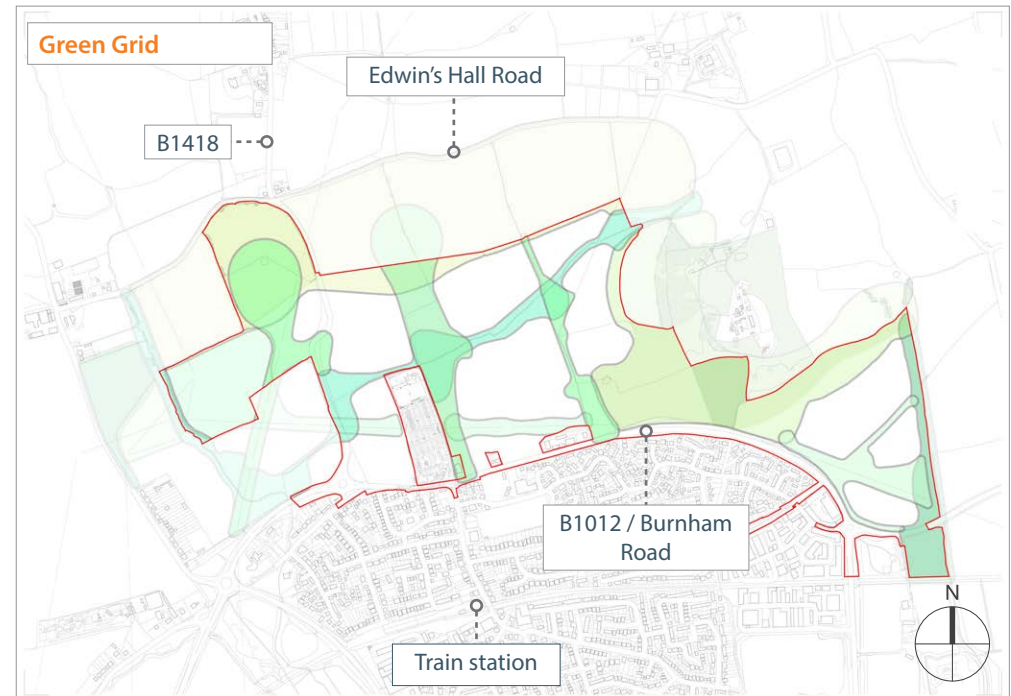 Green Grid
Edwin's Hall Road
B1418
B1012 / Burnham
Road
N
Train station